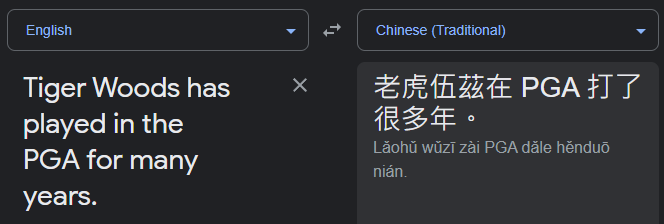 English
Chinese (Traditional)
Tiger Woods has
played in the
PGA for many
years.
老虎伍茲在 PGA 打了
很多年。
Lǎohǔ wǔzī zài PGA dǎle hěnduō
nián.